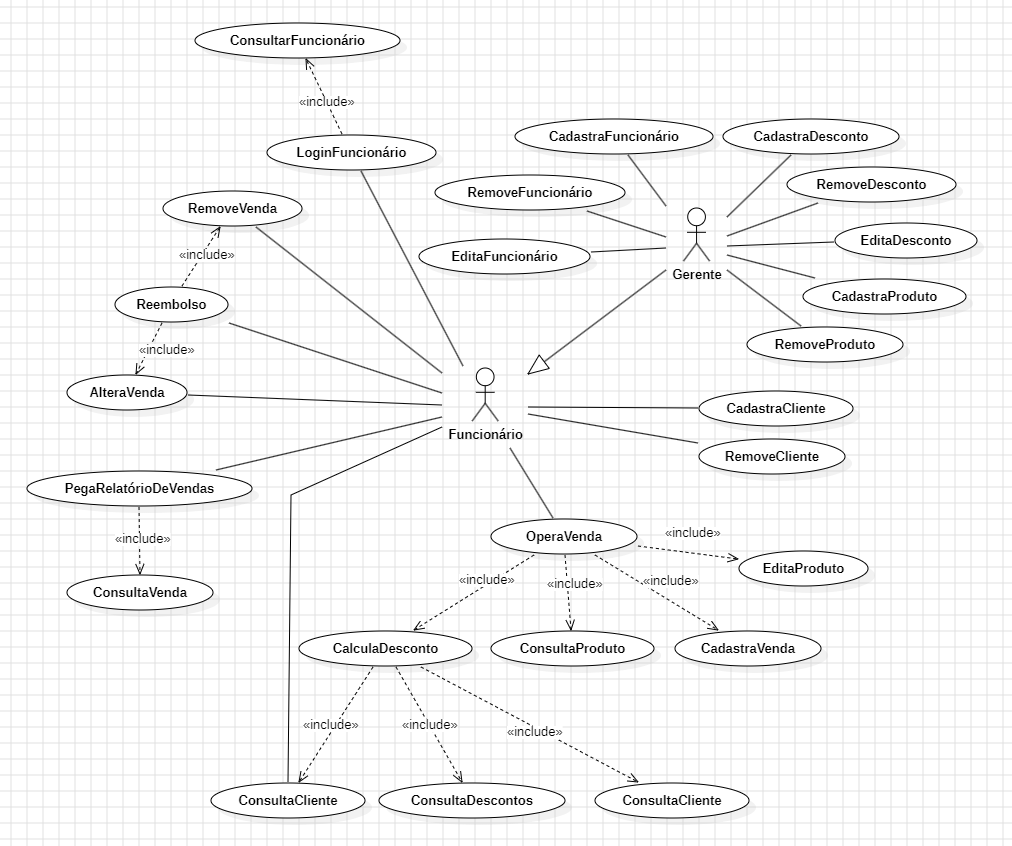 ConsultarFuncionário
«include»
LoginFuncionário
CadastraFuncionário
CadastraDesconto
RemoveFuncionário
RemoveDesconto
RemoveVenda
EditaFuncionário
EditaDesconto
«include»
Gerente
Reembolso
CadastraProduto
«include»
RemoveProduto
AlteraVenda
CadastraCliente
Funcionário
RemoveCliente
PegaRelatórioDeVendas
«include»
OperaVenda
«include»
EditaProduto
«include»
«include»
«include»
ConsultaVenda
CalculaDesconto
ConsultaProduto
CadastraVenda
«include»
«include»
«include»
ConsultaCliente
ConsultaDescontos
ConsultaCliente